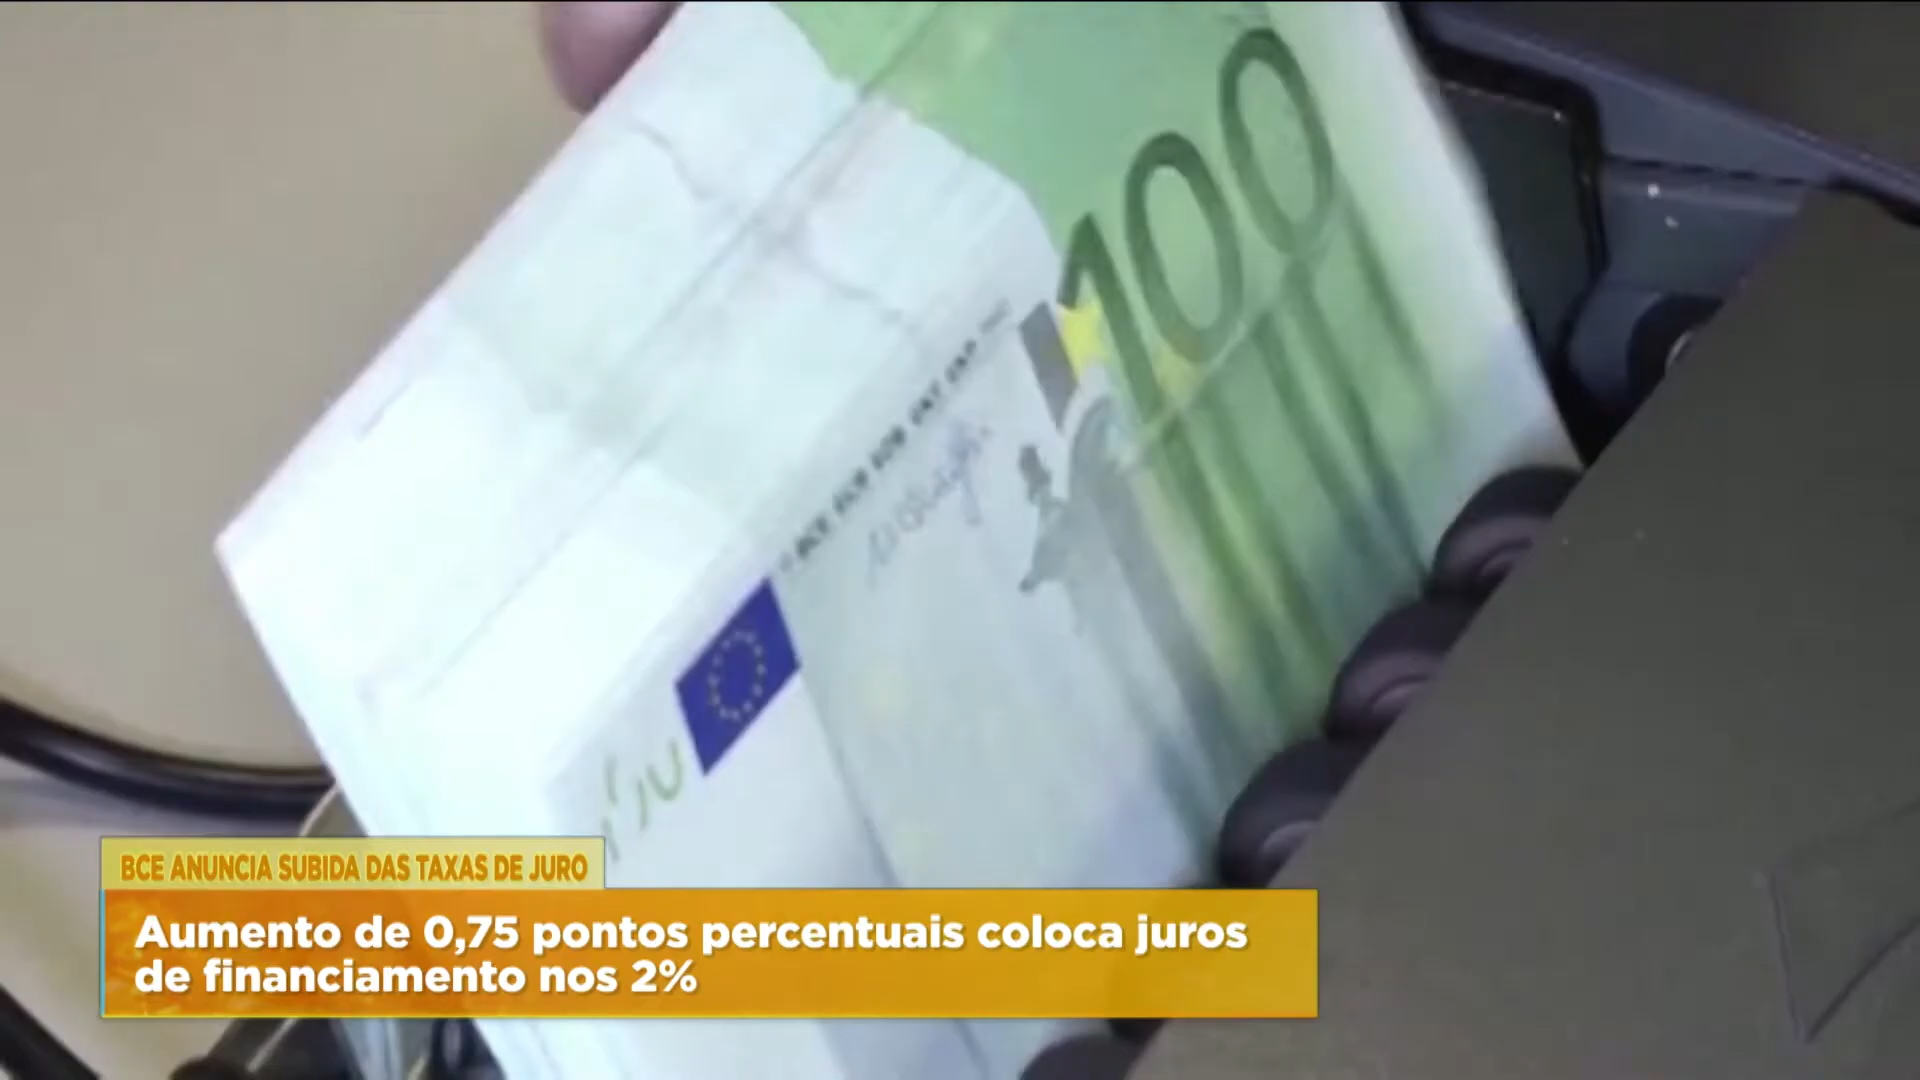 100
BCE ANUNCIA SUBIDA DAS TAXAS DE JURO
Aumento de 0,75 pontos percentuais coloca juros
de financiamento nos 2%